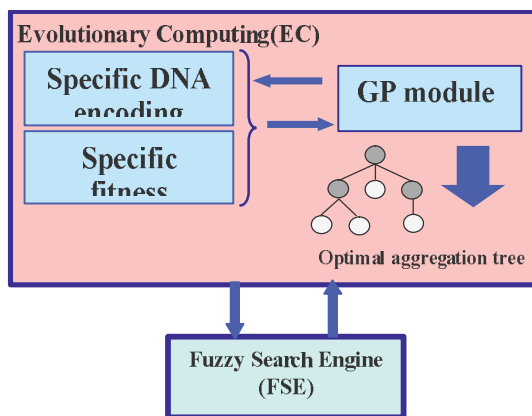 Evolutionary Computing(EC)
Specific DNA
encoding
GP module
Specific
fitness
Optimal aggregation tree
Fuzzy Search Engine
(FSE)